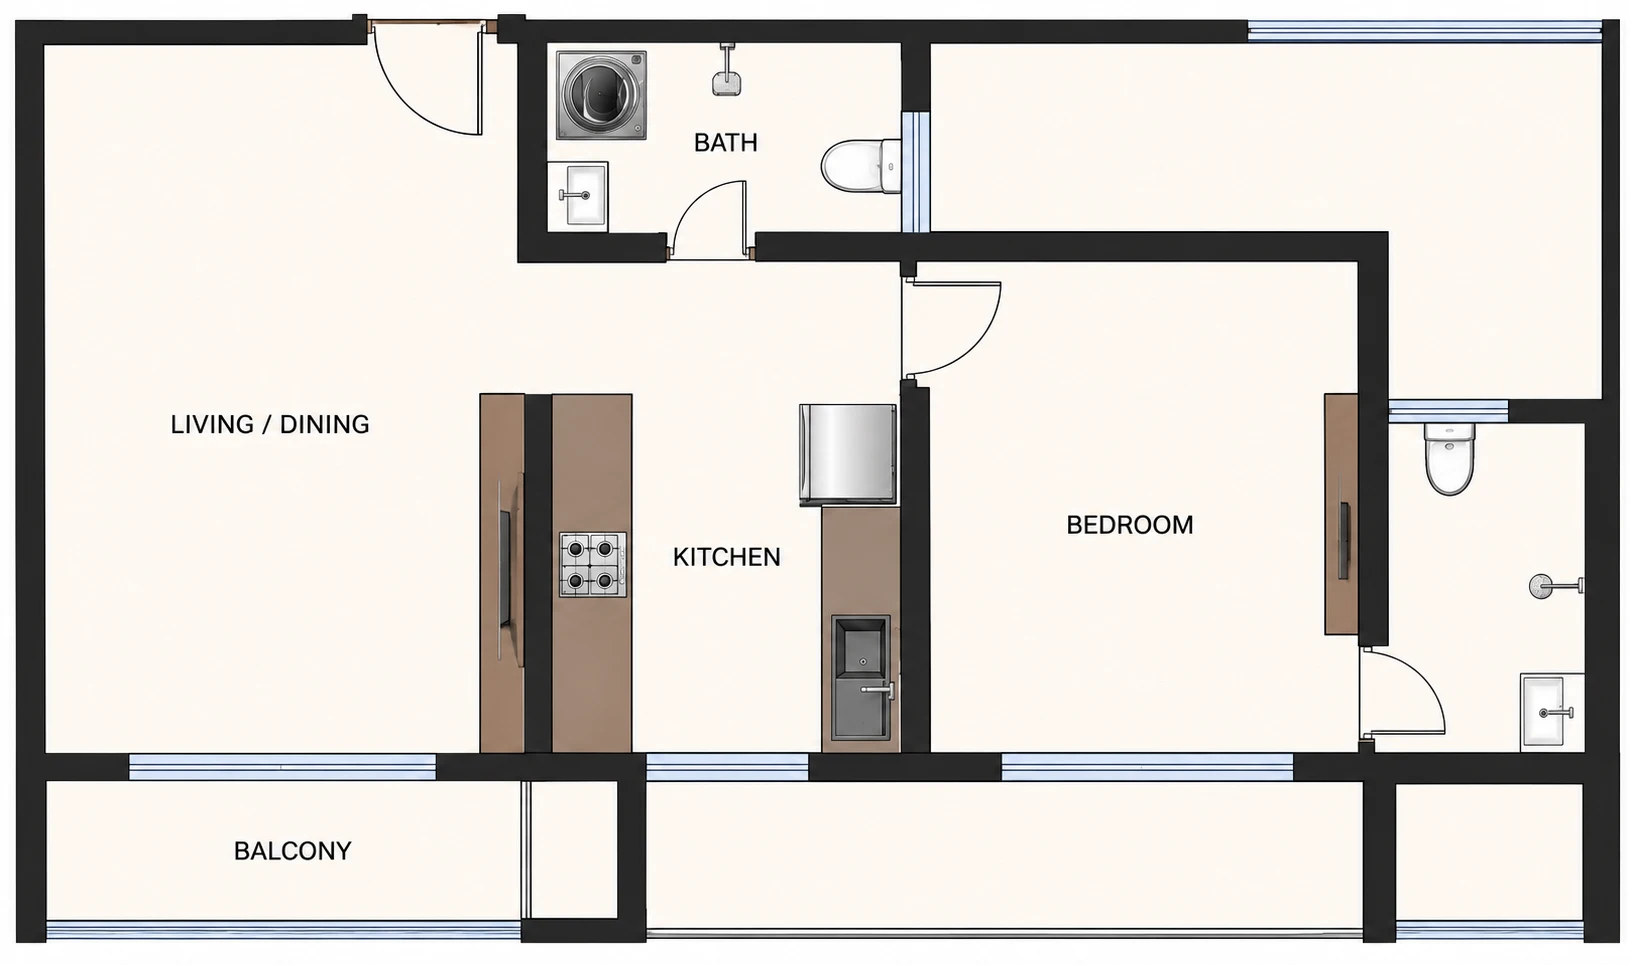 BATH
LIVING / DINING
BEDROOM
KITCHEN
BALCONY